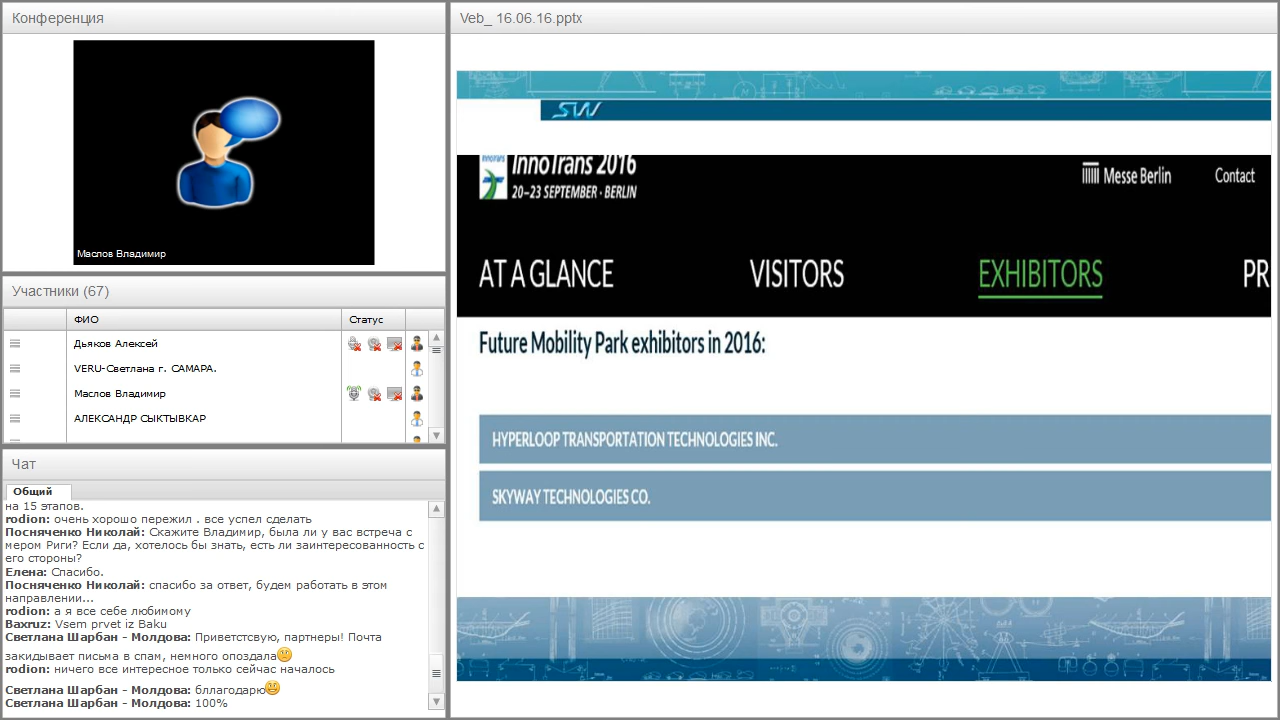 Конференция
Маслов Владимир
Участники (67)
ФИО
Статус
Дьяков Алексей
VERU-Светлана г. САМАРА.
Маслов Владимир
АЛЕКСАНДР СЫКТЫВКАР
Чат
Общий
на 15 этапов.
rodion: очень хорошо пережил . все успел сделать
Посняченко Николай: Скажите Владимир, была ли у вас встреча с
мером Риги? Если да, хотелось бы знать, есть ли заинтересованность с
его стороны?
Елена: Спасибо.
Посняченко Николай: спасибо за ответ, будем работать в этом
направлении...
rodion: а я все себе любимому
Baxruz: Vsem prvet iz Baku
Светлана Шарбан - Молдова: Приветстсвую, партнеры! Почта
закидывает письма в спам, немного опоздала
rodion: ничего все интересное только сейчас началось
Светлана Шарбан - Молдова: бллагодарю
Светлана Шарбан - Молдова: 100%
Veb_ 16.06.16.pptx
SW
InnoTrans
InnoTrans 2016
20–23 SEPTEMBER · BERLIN
Messe Berlin
Contact
AT A GLANCE
VISITORS
EXHIBITORS
PR
Future Mobility Park exhibitors in 2016:
HYPERLOOP TRANSPORTATION TECHNOLOGIES INC.
SKYWAY TECHNOLOGIES CO.